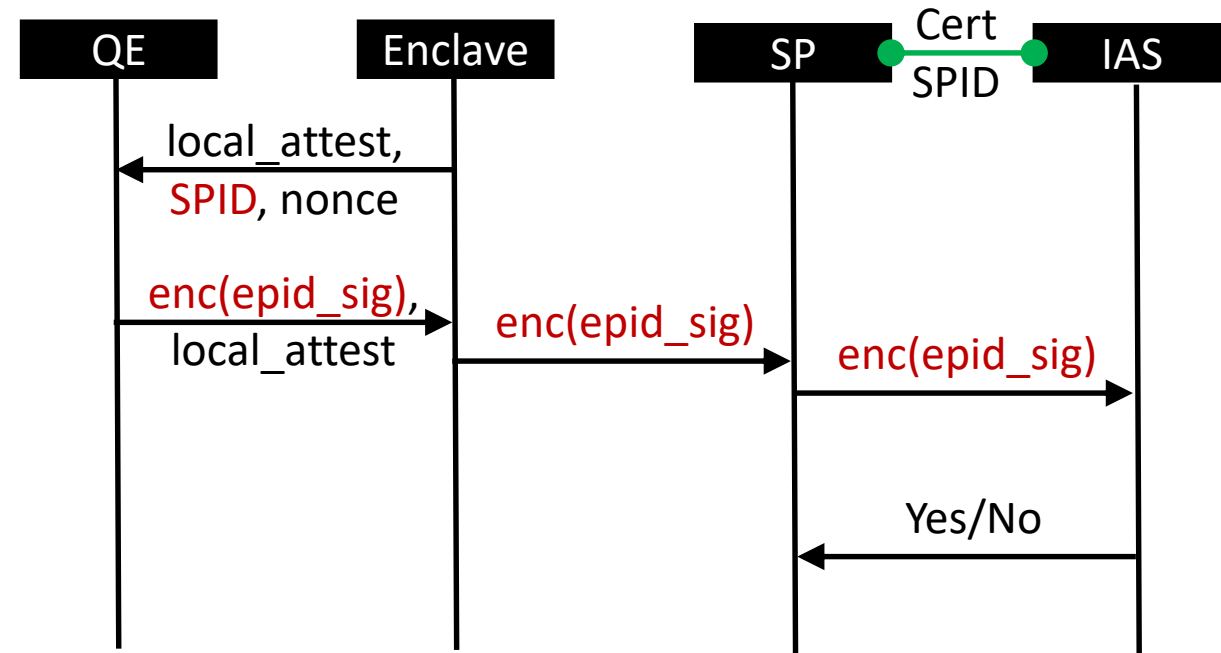 QE
Enclave
SP
Cert
SPID
IAS
local_attest,
SPID, nonce
enc(epid_sig),
local_attest
enc(epid_sig)
enc(epid_sig)
Yes/No